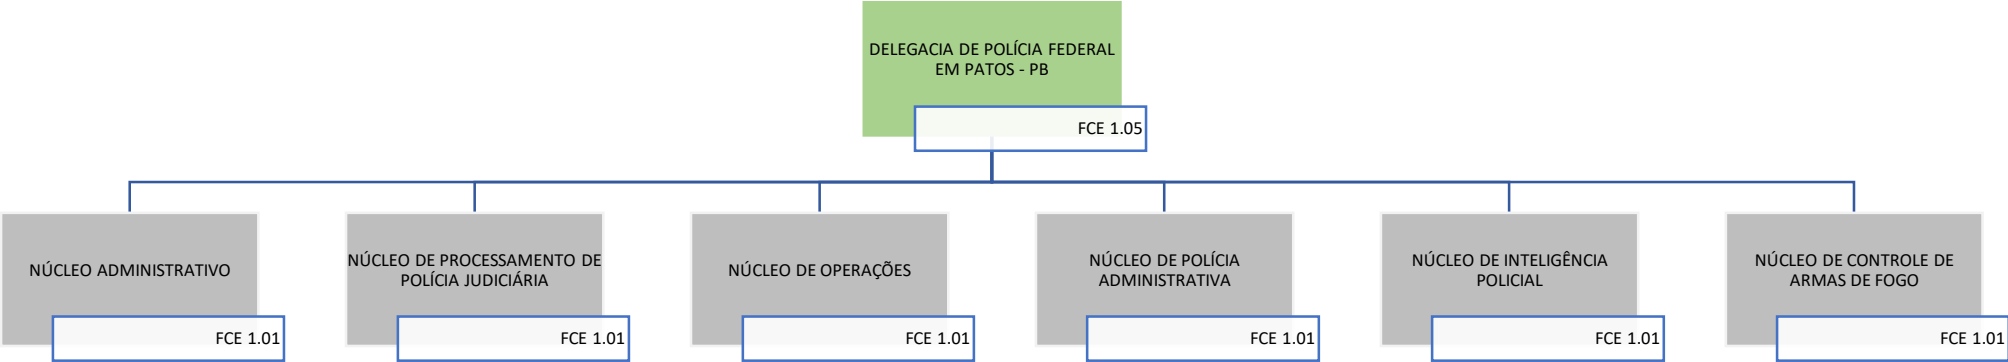 DELEGACIA DE POLÍCIA FEDERAL
EM PATOS - PB
FCE 1.05
NÚCLEO ADMINISTRATIVO
FCE 1.01
NÚCLEO DE PROCESSAMENTO DE
POLÍCIA JUDICIÁRIA
FCE 1.01
NÚCLEO DE OPERAÇÕES
FCE 1.01
NÚCLEO DE POLÍCIA
ADMINISTRATIVA
FCE 1.01
NÚCLEO DE INTELIGÊNCIA
POLICIAL
FCE 1.01
NÚCLEO DE CONTROLE DE
ARMAS DE FOGO
FCE 1.01